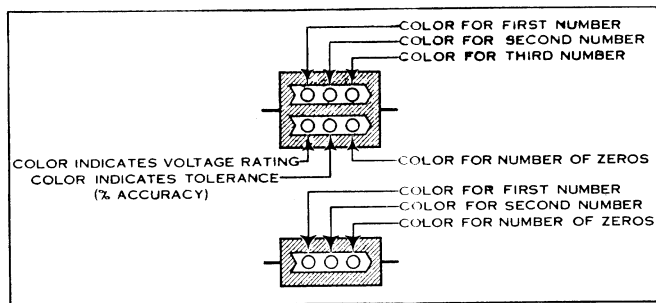 COLOR FOR FIRST NUMBER
COLOR FOR SECOND NUMBER
COLOR FOR THIRD NUMBER
COLOR INDICATES VOLTAGE RATING
COLOR INDICATES TOLERANCE
(% ACCURACY)
COLOR FOR NUMBER OF ZEROS
COLOR FOR FIRST NUMBER
COLOR FOR SECOND NUMBER
COLOR FOR NUMBER OF ZEROS